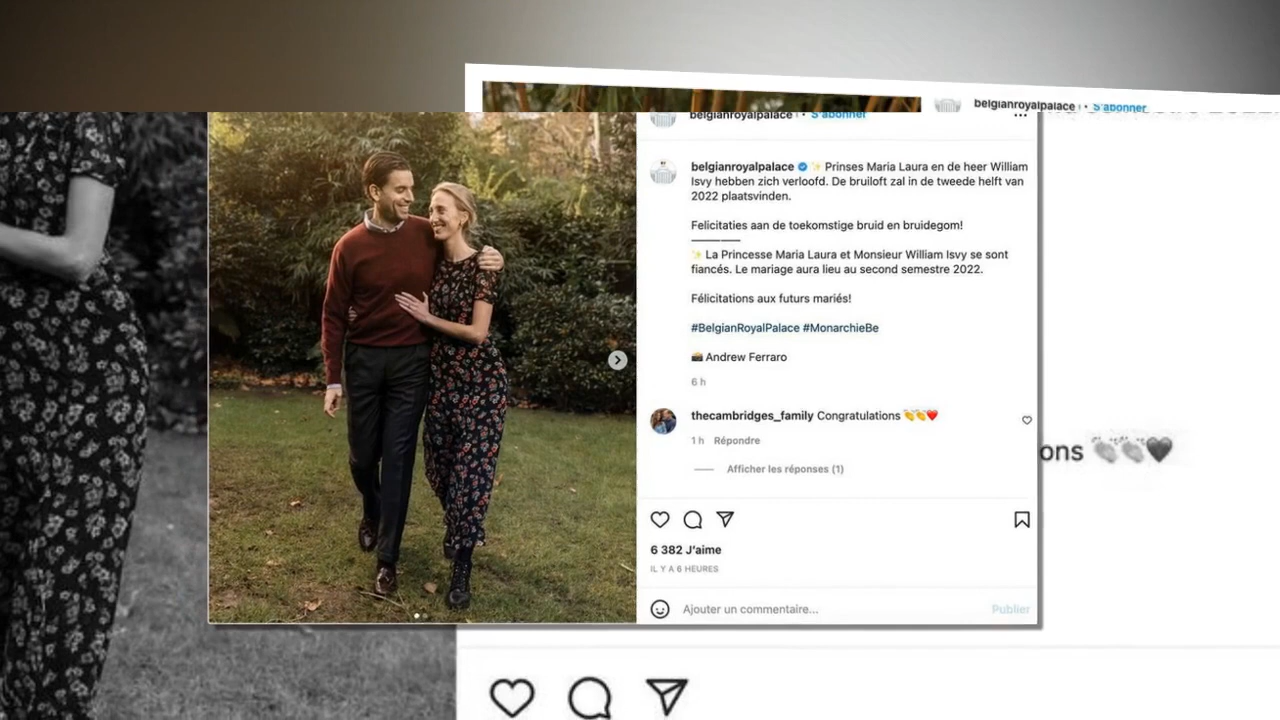 belgianroyalpalace • S'abonner
belgianroyalpalace • S'abonner
belgianroyalpalace ✨ Prinses Maria Laura en de heer William
Isvy hebben zich verloofd. De bruiloft zal in de tweede helft van
2022 plaatsvinden.
Felicitaties aan de toekomstige bruid en bruidegom!
✨ La Princesse Maria Laura et Monsieur William Isvy se sont
fiancés. Le mariage aura lieu au second semestre 2022.
Félicitations aux futurs mariés!
#BelgianRoyalPalace #MonarchieBe
📸 Andrew Ferraro
6 h
thecambridges_family Congratulations 👏👏❤️
1 h Répondre
Afficher les réponses (1)
ons 👏👏❤️
6 382 J'aime
IL Y A 6 HEURES
Ajouter un commentaire... Publier